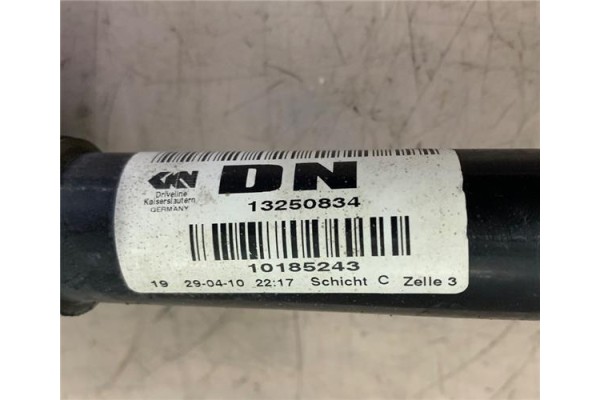 GKN
DN
Driveline
Kaiserslautern
GERMANY
13250834
10185243
19 29-04-10 22:17 Schicht C Zelle 3